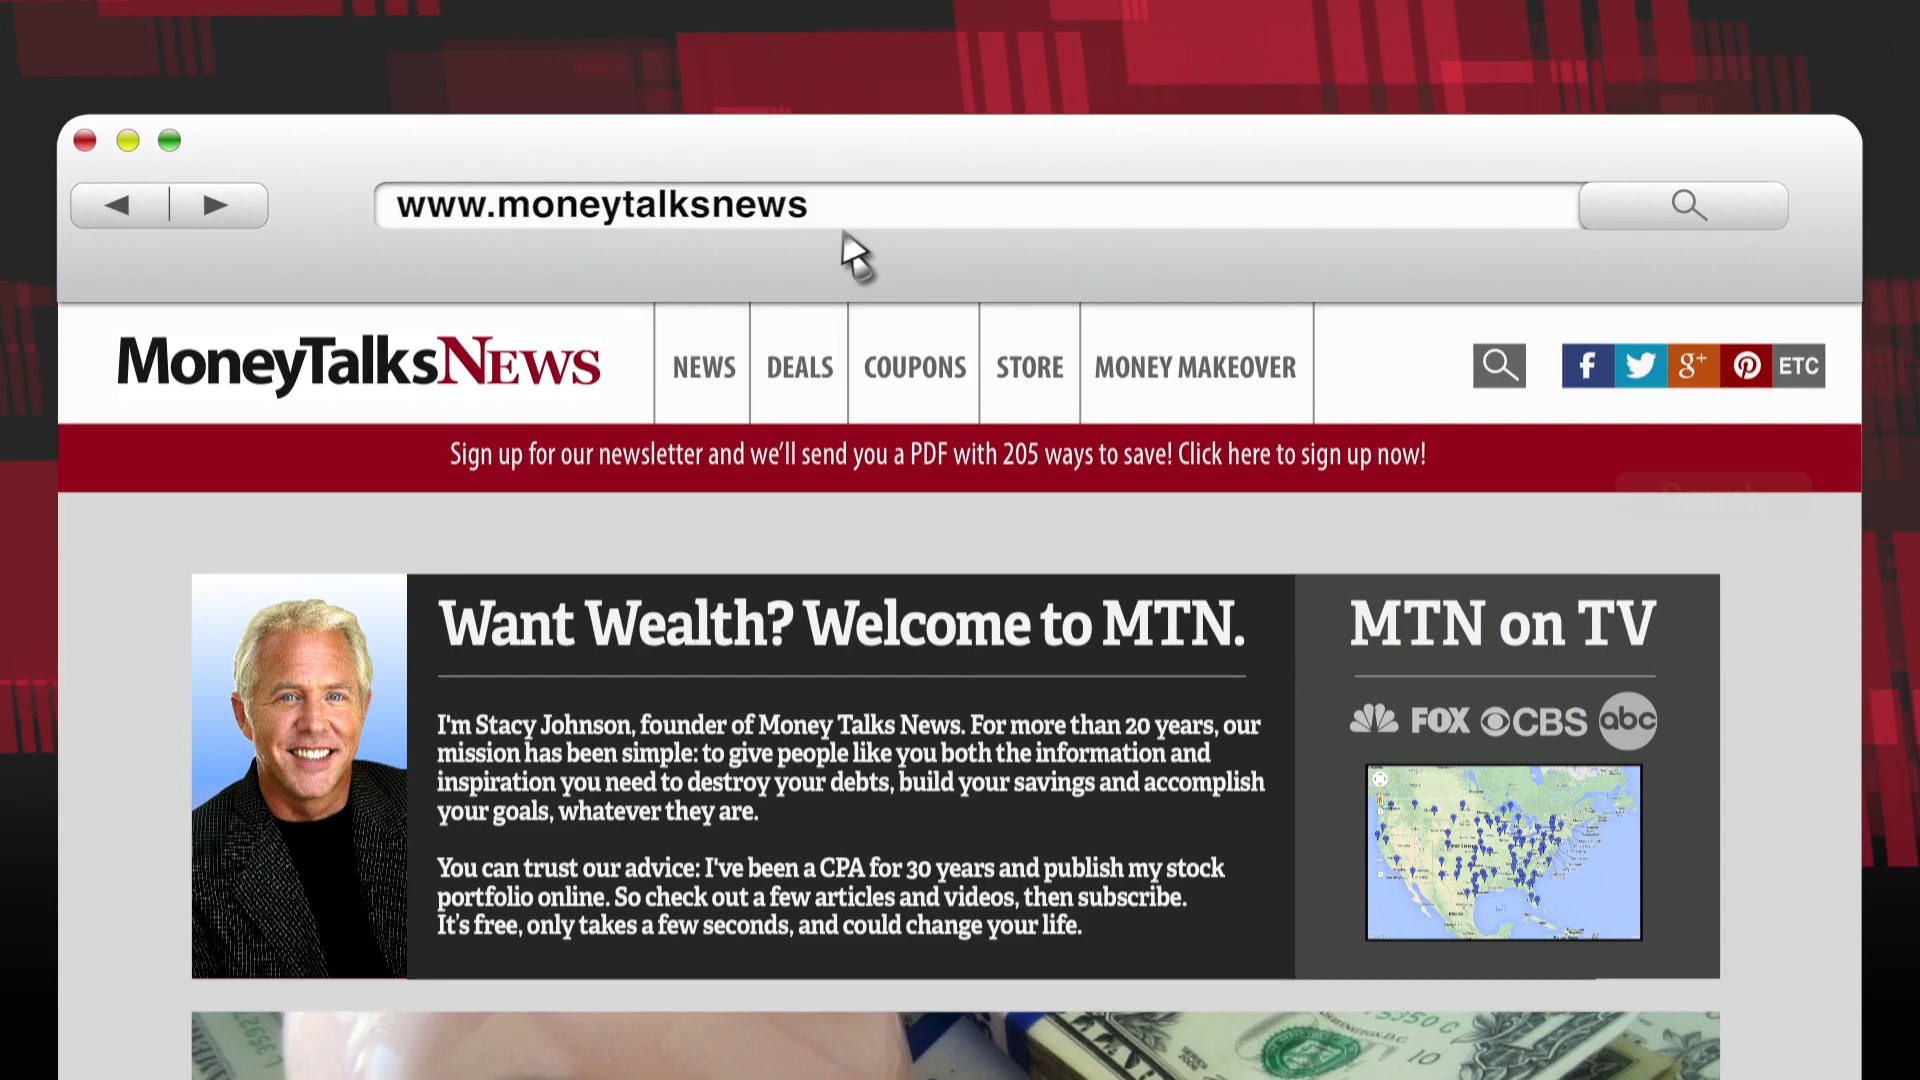 www.moneytalksnews
MoneyTalksNews
NEWS
DEALS
COUPONS
STORE
MONEY MAKEOVER
f
g+
ETC
Sign up for our newsletter and we'll send you a PDF with 205 ways to save! Click here to sign up now!
Want Wealth? Welcome to MTN.
I'm Stacy Johnson, founder of Money Talks News. For more than 20 years, our
mission has been simple: to give people like you both the information and
inspiration you need to destroy your debts, build your savings and accomplish
your goals, whatever they are.
You can trust our advice: I've been a CPA for 30 years and publish my stock
portfolio online. So check out a few articles and videos, then subscribe.
It's free, only takes a few seconds, and could change your life.
MTN on TV
FOX
CBS
abc
WASHINGTON, D.C.
10